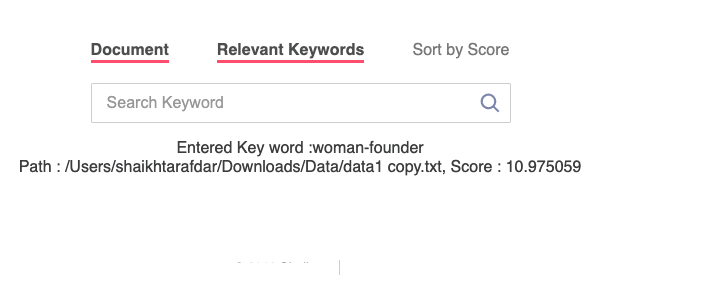 Document Relevant Keywords Sort by Score
Search Keyword
Entered Key word :woman-founder
Path : /Users/shaikhtarafdar/Downloads/Data/data1 copy.txt, Score : 10.975059